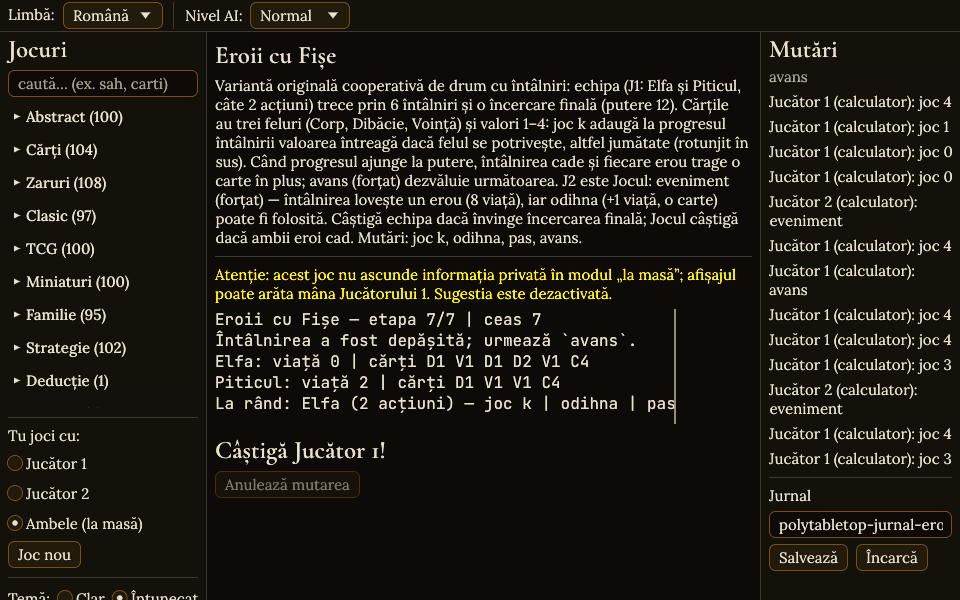 Limbă: Română ▼ Nivel AI: Normal ▼
Jocuri
caută... (ex. sah, carti)
▸ Abstract (100)
▸ Cărți (104)
▸ Zaruri (108)
▸ Clasic (97)
▸ TCG (100)
▸ Miniaturi (100)
▸ Familie (95)
▸ Strategie (102)
▸ Deducție (1)
Tu joci cu:
Jucător 1
Jucător 2
Ambele (la masă)
Joc nou
Temă: Clar Întunecat
Eroii cu Fișe
Variantă originală cooperativă de drum cu întâlniri: echipa (J1: Elfa și Piticul,
câte 2 acțiuni) trece prin 6 întâlniri și o încercare finală (putere 12). Cărțile
au trei feluri (Corp, Dibăcie, Voință) și valori 1–4: joc k adaugă la progresul
întâlnirii valoarea întreagă dacă felul se potrivește, altfel jumătate (rotunjit în
sus). Când progresul ajunge la putere, întâlnirea cade și fiecare erou trage o
carte în plus; avans (forțat) dezvăluie următoarea. J2 este Jocul: eveniment
(forțat) — întâlnirea lovește un erou (8 viață), iar odihna (+1 viață, o carte)
poate fi folosită. Câștigă echipa dacă învinge încercarea finală; Jocul câștigă
dacă ambii eroi cad. Mutări: joc k, odihna, pas, avans.
Atenție: acest joc nu ascunde informația privată în modul „la masă”; afișajul
poate arăta mâna Jucătorului 1. Sugestia este dezactivată.
Eroii cu Fișe — etapa 7/7 | ceas 7
Întâlnirea a fost depășită; urmează `avans`.
Elfa: viață 0 | cărți D1 V1 D1 D2 V1 C4
Piticul: viață 2 | cărți D1 V1 V1 C4
La rând: Elfa (2 acțiuni) — joc k | odihna | pas
Câștigă Jucător 1!
Anulează mutarea
Mutări
avans
Jucător 1 (calculator): joc 4
Jucător 1 (calculator): joc 1
Jucător 1 (calculator): joc 0
Jucător 1 (calculator): joc 0
Jucător 2 (calculator):
eveniment
Jucător 1 (calculator): joc 4
Jucător 1 (calculator):
avans
Jucător 1 (calculator): joc 4
Jucător 1 (calculator): joc 4
Jucător 1 (calculator): joc 3
Jucător 2 (calculator):
eveniment
Jucător 1 (calculator): joc 4
Jucător 1 (calculator): joc 3
Jurnal
polytabletop-jurnal-ero
Salvează Încarcă